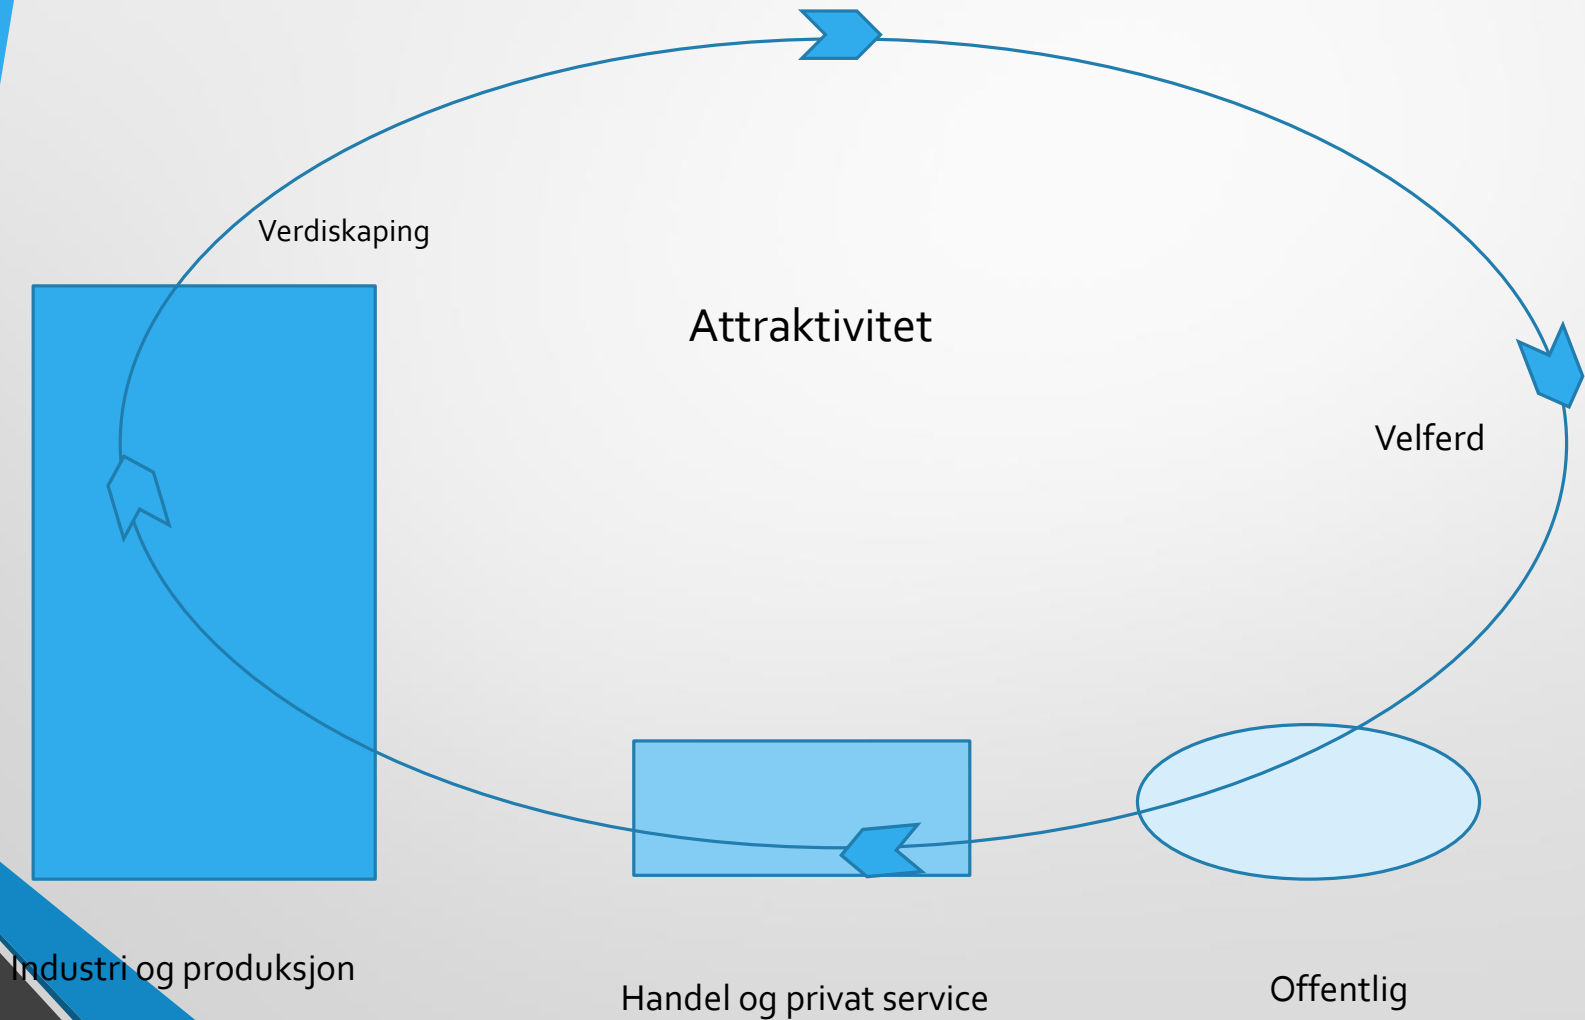 Verdiskaping
Attraktivitet
Velferd
Industri og produksjon
Handel og privat service
Offentlig